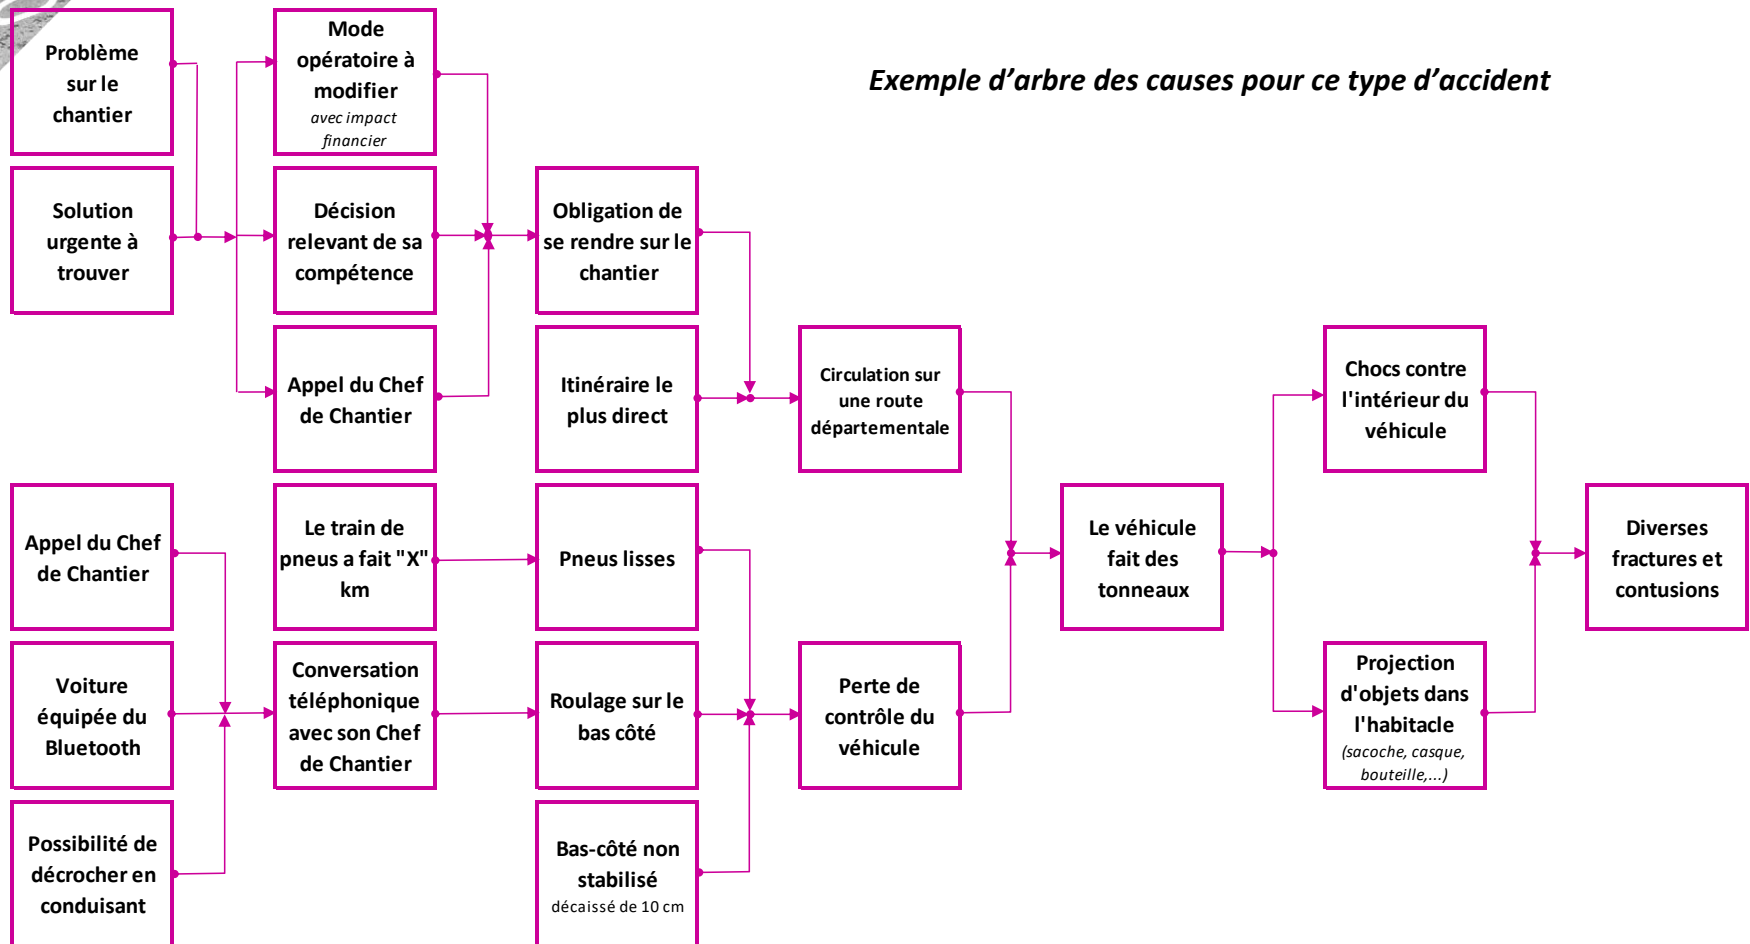 Exemple d’arbre des causes pour ce type d’accident
Problème
sur le
chantier
Mode
opératoire à
modifier
avec impact
financier
Solution
urgente à
trouver
Décision
relevant de sa
compétence
Obligation de
se rendre sur le
chantier
Appel du Chef
de Chantier
Itinéraire le
plus direct
Circulation sur
une route
départementale
Chocs contre
l'intérieur du
véhicule
Appel du Chef
de Chantier
Le train de
pneus a fait "X"
km
Pneus lisses
Le véhicule
fait des
tonneaux
Diverses
fractures et
contusions
Voiture
équipée du
Bluetooth
Conversation
téléphonique
avec son Chef
de Chantier
Roulage sur le
bas côté
Perte de
contrôle du
véhicule
Projection
d'objets dans
l'habitacle
(sacoche, casque,
bouteille,...)
Possibilité de
décrocher en
conduisant
Bas-côté non
stabilisé
décaissé de 10 cm